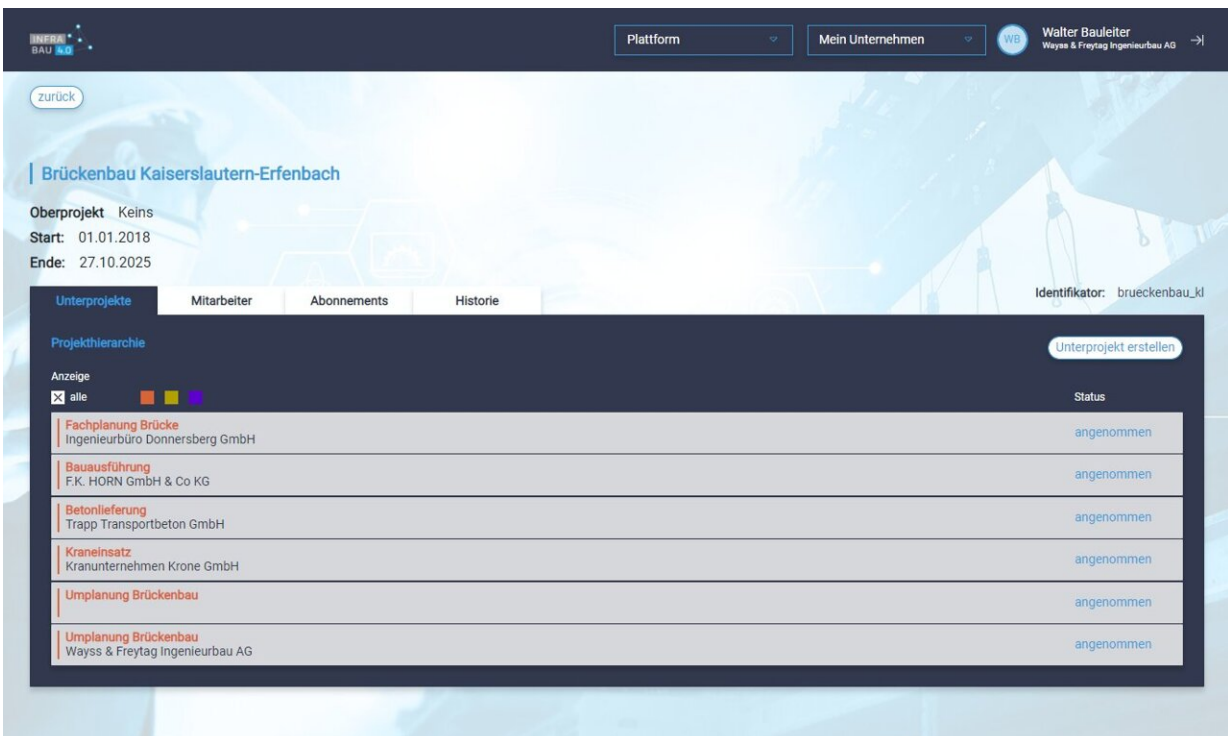 INFRA
BAU 4.0
Plattform
Mein Unternehmen
WB
Walter Bauleiter
Wayss & Freytag Ingenieurbau AG
zurück
Brückenbau Kaiserslautern-Erfenbach
Oberprojekt Keins
Start: 01.01.2018
Ende: 27.10.2025
Unterprojekte
Mitarbeiter
Abonnements
Historie
Identifikator: brueckenbau_kl
Projekthierarchie
Unterprojekt erstellen
Anzeige
alle
Status
Fachplanung Brücke
Ingenieurbüro Donnersberg GmbH
angenommen
Bauausführung
F.K. HORN GmbH & Co KG
angenommen
Betonlieferung
Trapp Transportbeton GmbH
angenommen
Kraneinsatz
Kranunternehmen Krone GmbH
angenommen
Umplanung Brückenbau
angenommen
Umplanung Brückenbau
Wayss & Freytag Ingenieurbau AG
angenommen